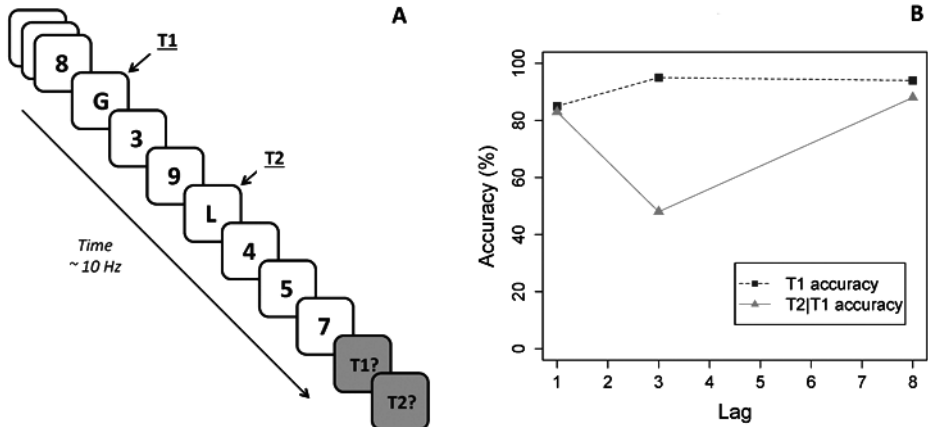 A
8
T1
G
3
9
T2
L
4
5
7
T1?
T2?
Time
~ 10 Hz
B
Accuracy (%)
100
80
60
40
20
0
T1 accuracy
T2|T1 accuracy
1 2 3 4 5 6 7 8
Lag